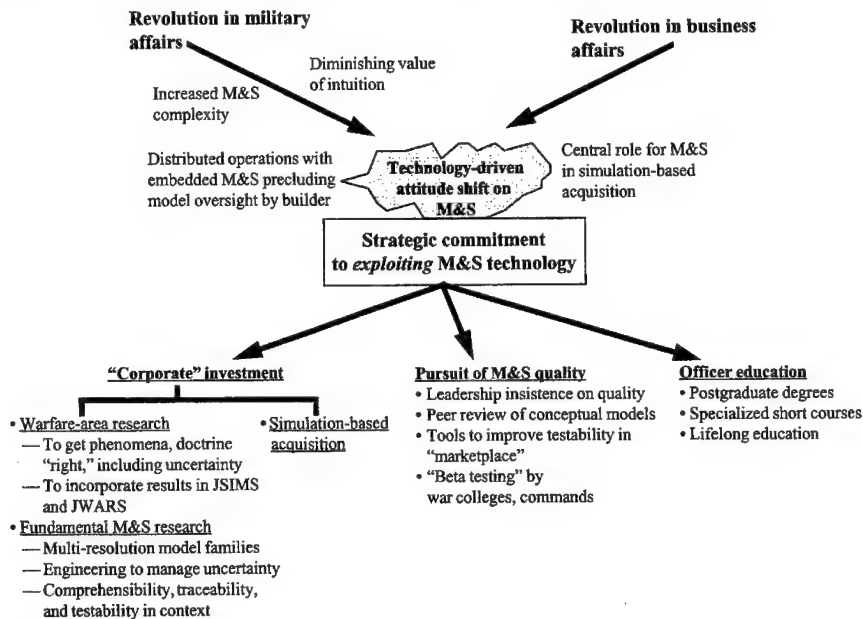 Revolution in military
affairs
Revolution in business
affairs
Diminishing value
of intuition
Increased M&S
complexity
Distributed operations with
embedded M&S precluding
model oversight by builder
Technology-driven
attitude shift on
M&S
Central role for M&S
in simulation-based
acquisition
Strategic commitment
to exploiting M&S technology
“Corporate” investment
• Warfare-area research
— To get phenomena, doctrine
“right,” including uncertainty
— To incorporate results in JSIMS
and JWARS
• Fundamental M&S research
— Multi-resolution model families
— Engineering to manage uncertainty
— Comprehensibility, traceability,
and testability in context
• Simulation-based
acquisition
Pursuit of M&S quality
• Leadership insistence on quality
• Peer review of conceptual models
• Tools to improve testability in
“marketplace”
• “Beta testing” by
war colleges, commands
Officer education
• Postgraduate degrees
• Specialized short courses
• Lifelong education